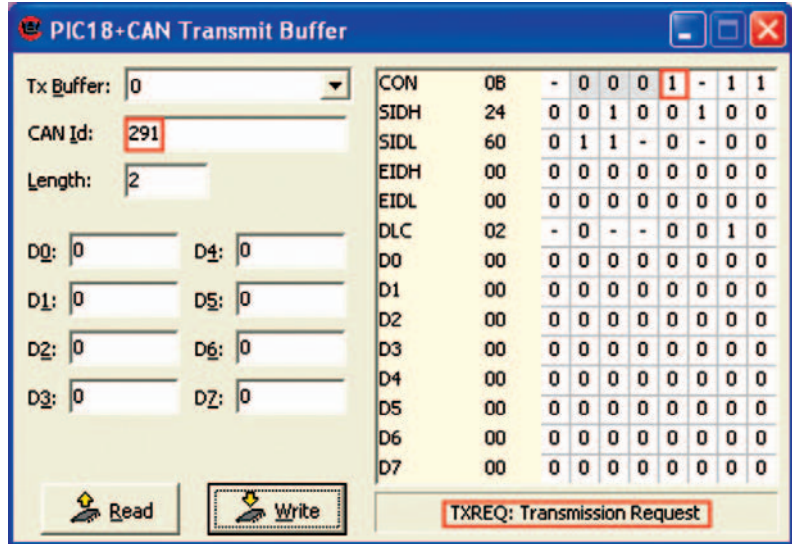 PIC18+CAN Transmit Buffer
Tx Buffer: 0
CAN Id: 291
Length: 2
D0: 0 D4: 0
D1: 0 D5: 0
D2: 0 D6: 0
D3: 0 D7: 0
Read Write
CON 0B - 0 0 0 1 - 1 1
SIDH 24 0 0 1 0 0 1 0 0
SIDL 60 0 1 1 - 0 - 0 0
EIDH 00 0 0 0 0 0 0 0 0
EIDL 00 0 0 0 0 0 0 0 0
DLC 02 - 0 - - 0 0 1 0
D0 00 0 0 0 0 0 0 0 0
D1 00 0 0 0 0 0 0 0 0
D2 00 0 0 0 0 0 0 0 0
D3 00 0 0 0 0 0 0 0 0
D4 00 0 0 0 0 0 0 0 0
D5 00 0 0 0 0 0 0 0 0
D6 00 0 0 0 0 0 0 0 0
D7 00 0 0 0 0 0 0 0 0
TXREQ: Transmission Request